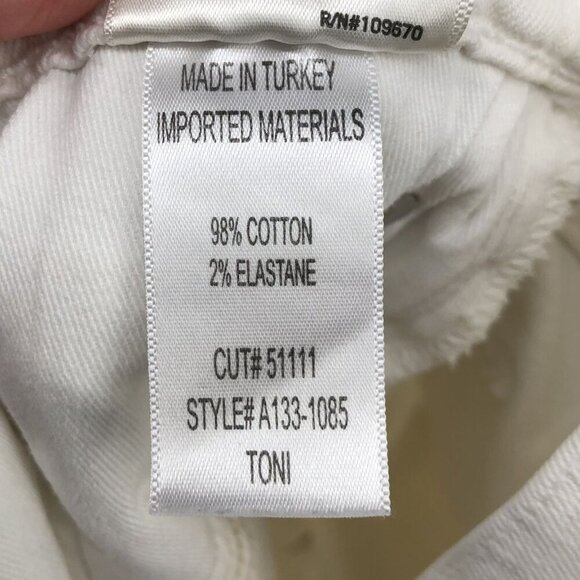 R/N#109670
MADE IN TURKEY
IMPORTED MATERIALS
98% COTTON
2% ELASTANE
CUT# 51111
STYLE# A133-1085
TONI